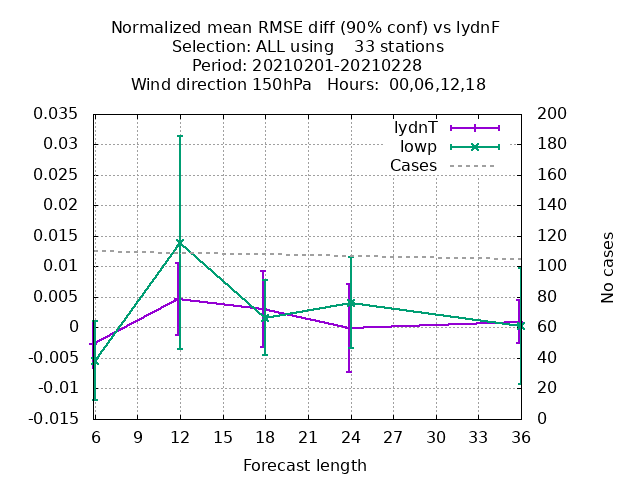 Normalized mean RMSE diff (90% conf) vs lydnF
Selection: ALL using    33 stations
Period: 20210201-20210228
Wind direction 150hPa   Hours:  00,06,12,18
0.035 200
0.03 180
0.025 160
0.02 140
0.015 120
0.01 100
0.005 80
0 60
-0.005 40
-0.01 20
-0.015 0
lydnT
lowp
Cases
No cases
6 9 12 15 18 21 24 27 30 33 36
Forecast length